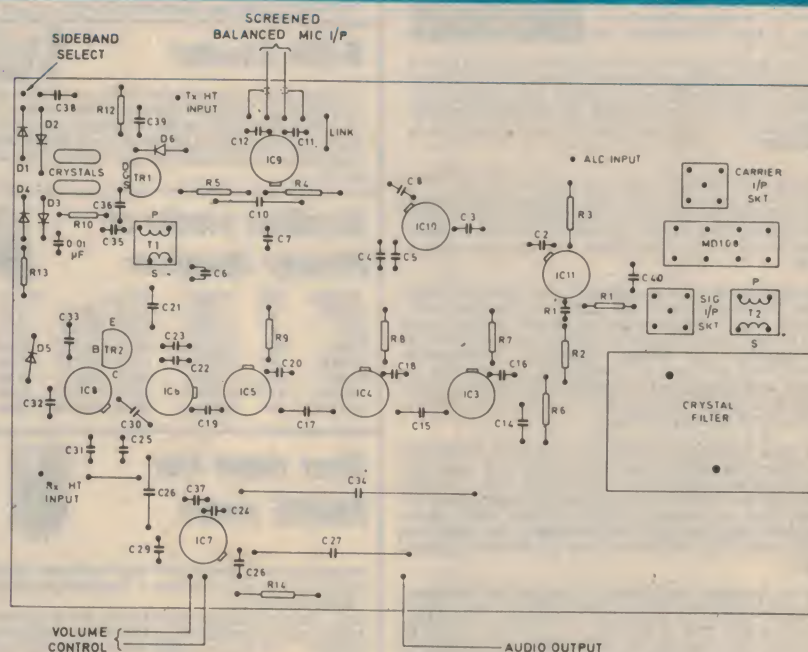 SCREENED
BALANCED MIC I/P
SIDEBAND
SELECT
C38
R12
C39
Tx HT
INPUT
C12
C11
LINK
D2
D6
IC9
D1
CRYSTALS
D
G
S
TR1
ALC INPUT
CARRIER
I/P
SKT
D4
D3
R10
C36
R5
R4
C10
C8
IC10
C3
R3
C2
MD108
P
T1
S
C35
0.01
µF
C7
C4
C5
IC11
C40
R13
C6
R1
R1
SIG
I/P
SKT
P
T2
S
C21
C33
E
B
TR2
C
C23
C22
R9
R8
R7
R2
D5
C20
C18
C16
IC8
IC6
IC5
IC4
IC3
C32
C30
C19
C17
C15
C14
R6
CRYSTAL
FILTER
C31
C25
Rx HT
INPUT
C26
C37
C24
C34
C29
IC7
C27
C26
R14
VOLUME
CONTROL
AUDIO OUTPUT